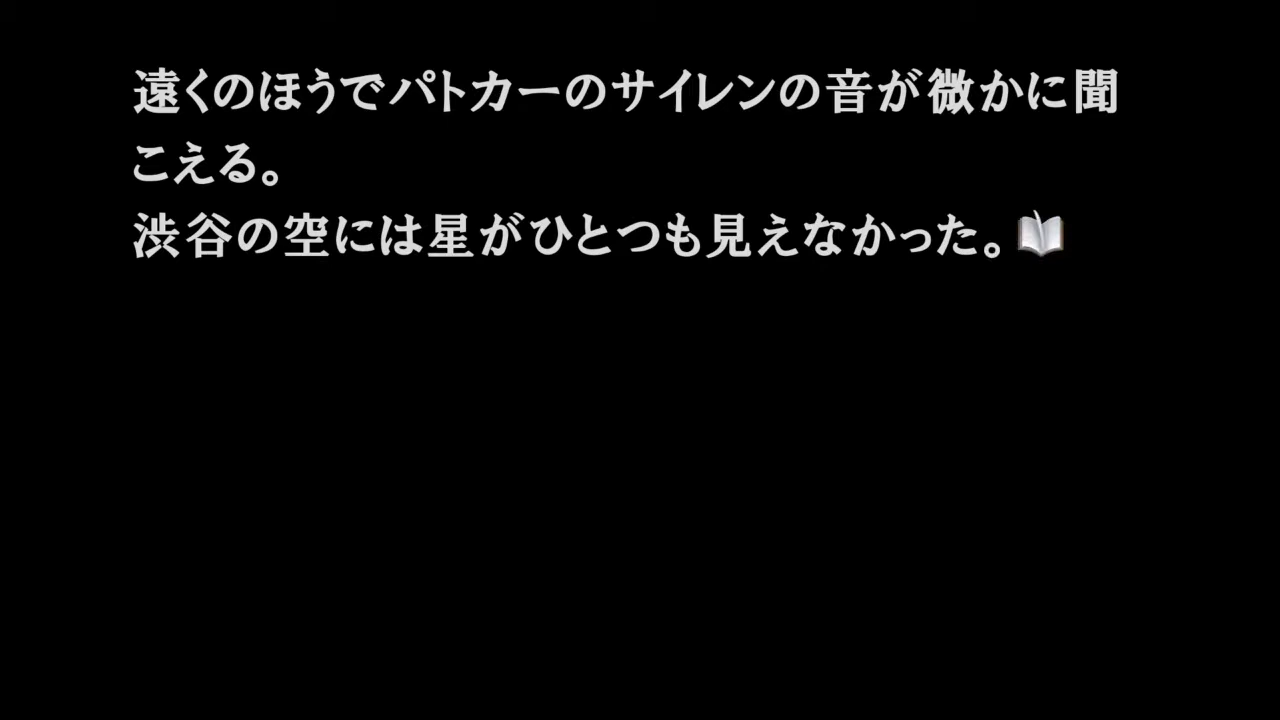 遠くのほうでパトカーのサイレンの音が微かに聞
こえる。
渋谷の空には星がひとつも見えなかった。